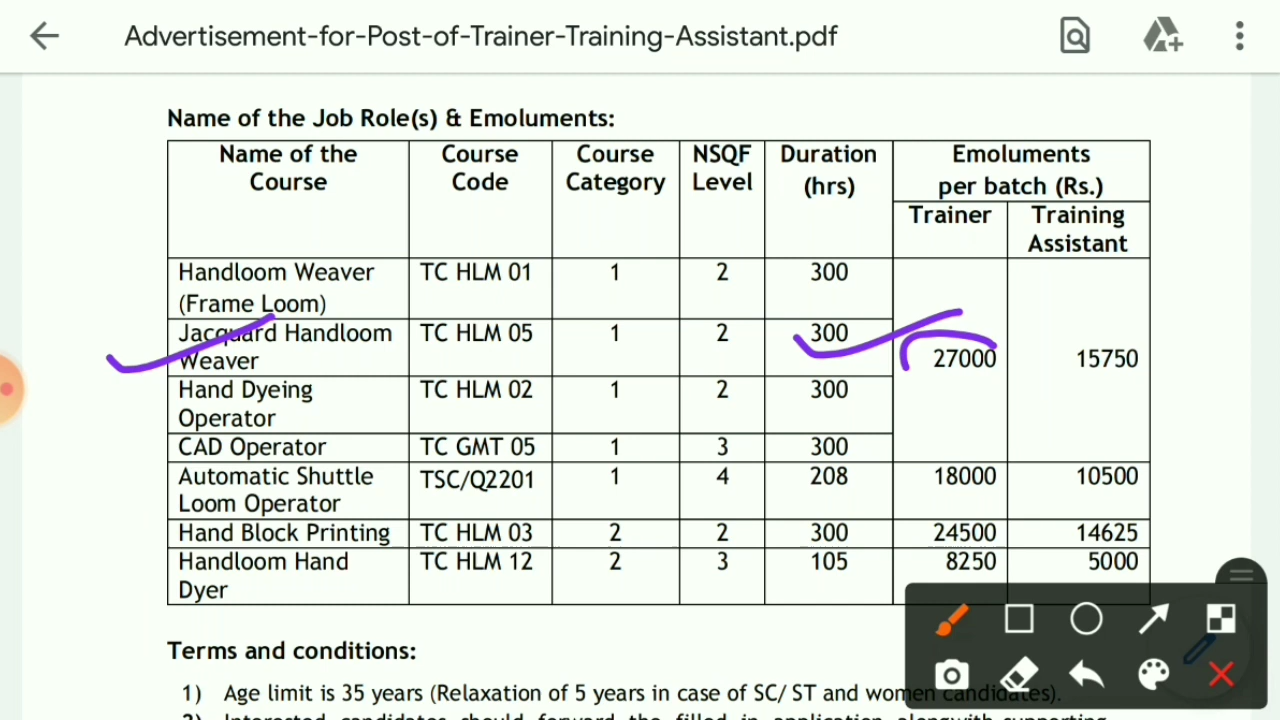 Advertisement-for-Post-of-Trainer-Training-Assistant.pdf
Name of the Job Role(s) & Emoluments:
Name of the Course | Course Code | Course Category | NSQF Level | Duration (hrs) | Emoluments per batch (Rs.)
Trainer | Training Assistant
Handloom Weaver (Frame Loom) | TC HLM 01 | 1 | 2 | 300
Jacquard Handloom Weaver | TC HLM 05 | 1 | 2 | 300 | 27000 | 15750
Hand Dyeing Operator | TC HLM 02 | 1 | 2 | 300
CAD Operator | TC GMT 05 | 1 | 3 | 300
Automatic Shuttle Loom Operator | TSC/Q2201 | 1 | 4 | 208 | 18000 | 10500
Hand Block Printing | TC HLM 03 | 2 | 2 | 300 | 24500 | 14625
Handloom Hand Dyer | TC HLM 12 | 2 | 3 | 105 | 8250 | 5000
Terms and conditions:
1) Age limit is 35 years (Relaxation of 5 years in case of SC/ ST and women candidates).